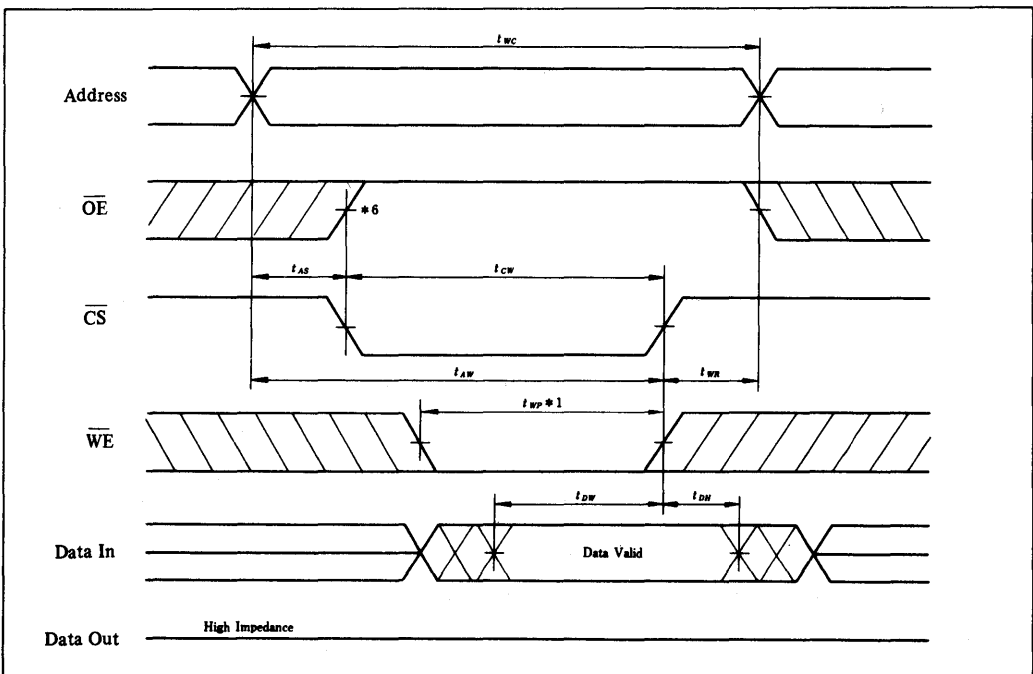 tWC
Address
OE
*6
tAS
tCW
CS
tAW
tWR
tWP *1
WE
tDW
tDH
Data In
Data Valid
High Impedance
Data Out